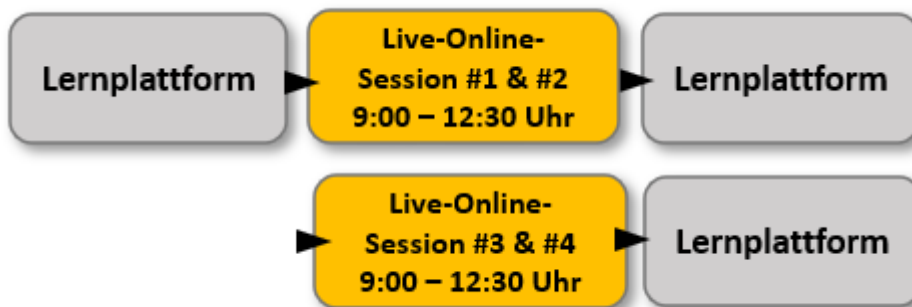 Lernplattform
Live-Online-
Session #1 & #2
9:00 – 12:30 Uhr
Lernplattform
Live-Online-
Session #3 & #4
9:00 – 12:30 Uhr
Lernplattform